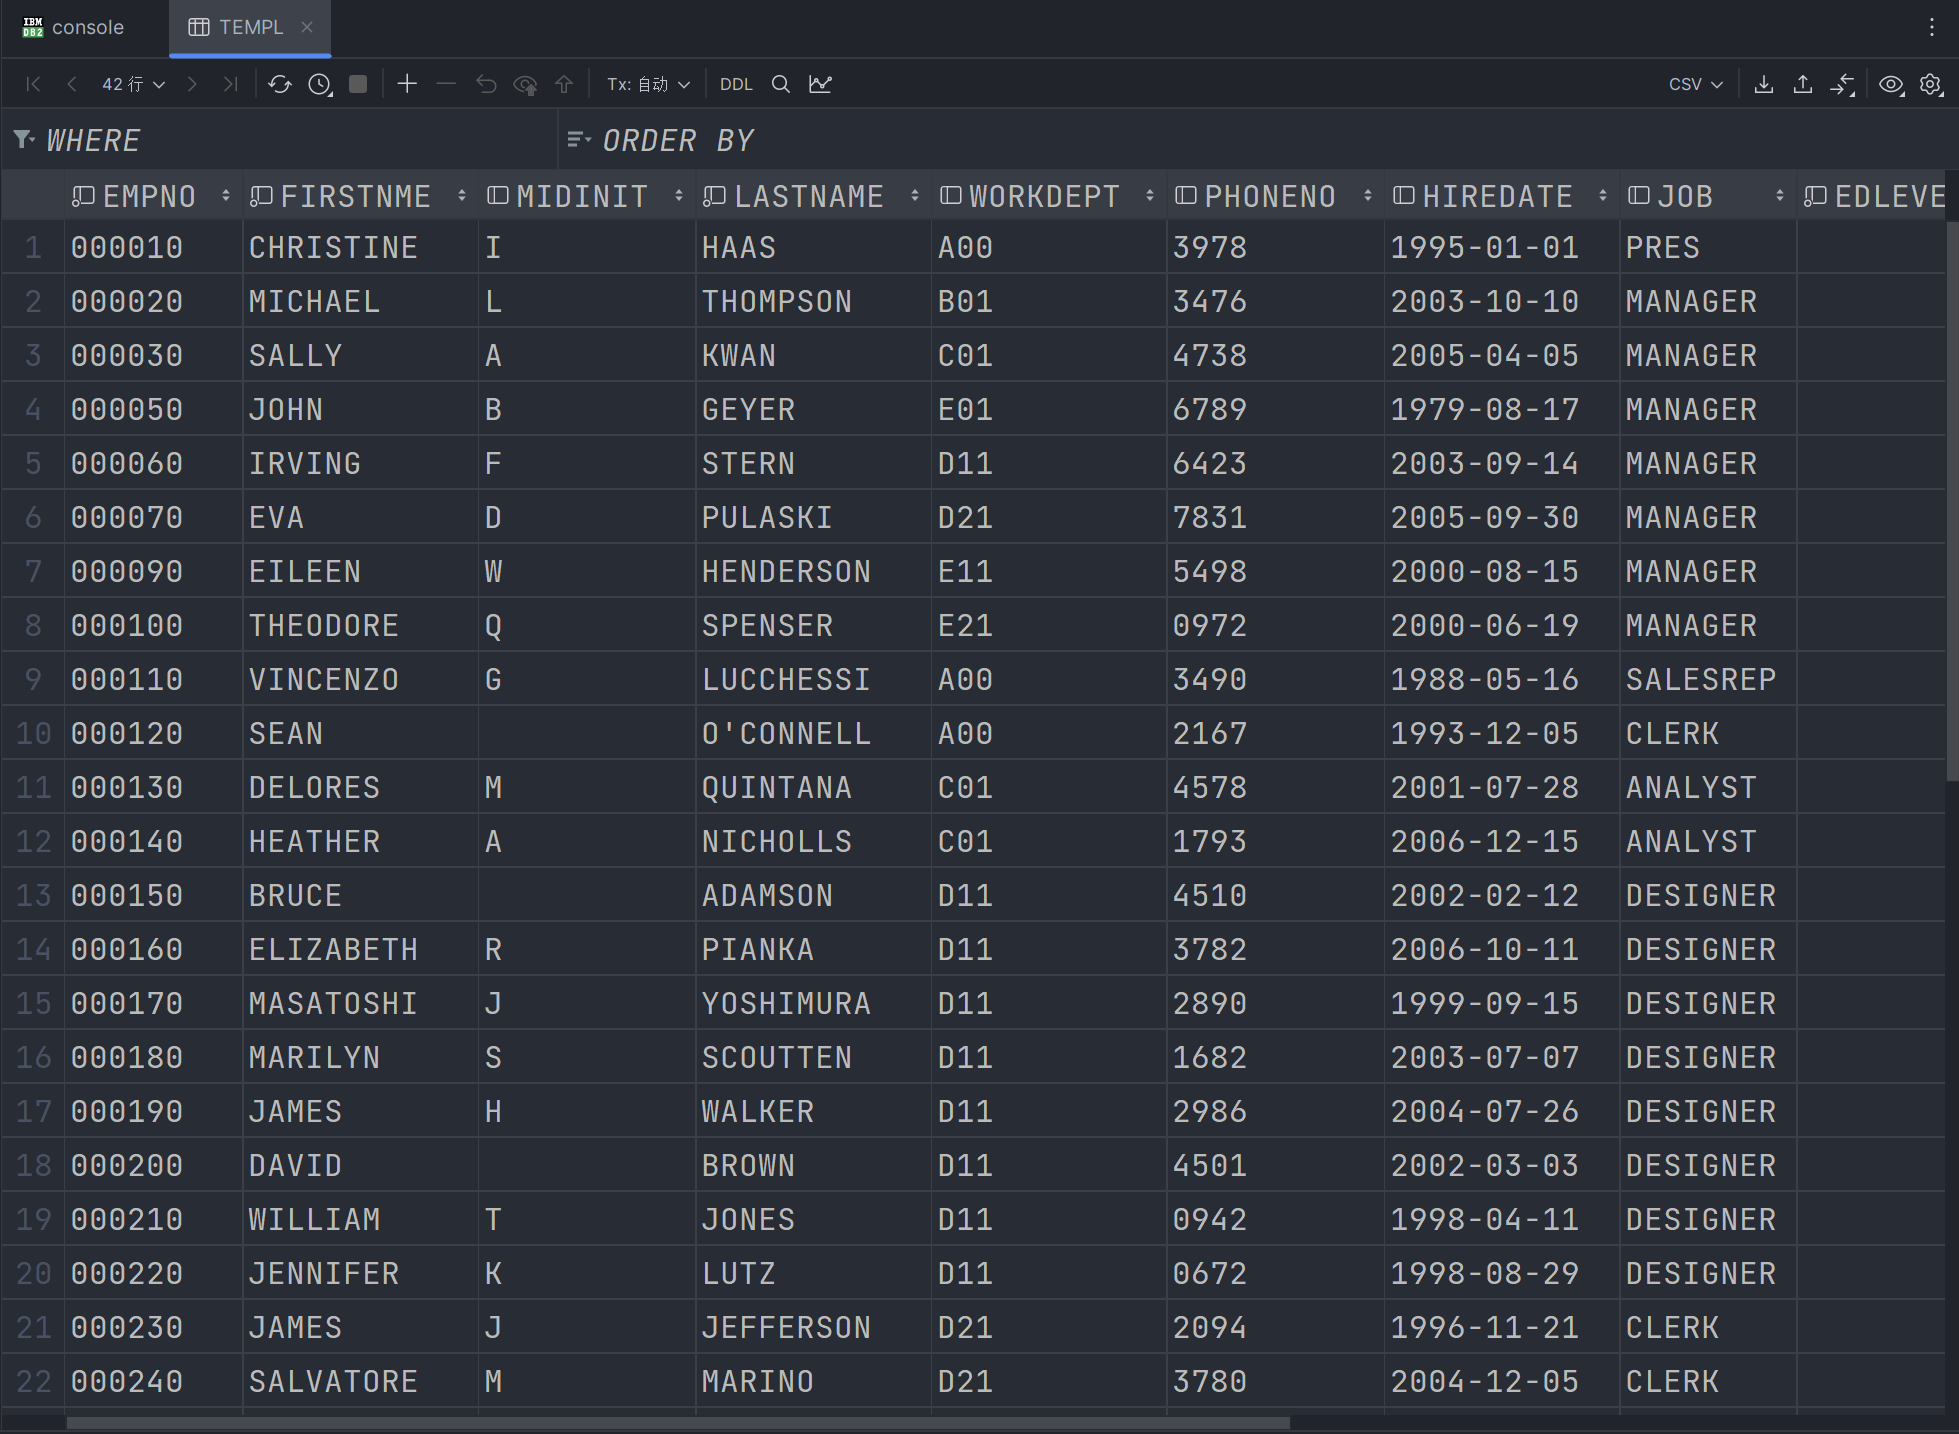 IBM DB2 console TEMPL
42 行 Tx: 自动 DDL CSV
WHERE ORDER BY
EMPNO FIRSTNME MIDINIT LASTNAME WORKDEPT PHONENO HIREDATE JOB EDLEVE
1 000010 CHRISTINE I HAAS A00 3978 1995-01-01 PRES
2 000020 MICHAEL L THOMPSON B01 3476 2003-10-10 MANAGER
3 000030 SALLY A KWAN C01 4738 2005-04-05 MANAGER
4 000050 JOHN B GEYER E01 6789 1979-08-17 MANAGER
5 000060 IRVING F STERN D11 6423 2003-09-14 MANAGER
6 000070 EVA D PULASKI D21 7831 2005-09-30 MANAGER
7 000090 EILEEN W HENDERSON E11 5498 2000-08-15 MANAGER
8 000100 THEODORE Q SPENSER E21 0972 2000-06-19 MANAGER
9 000110 VINCENZO G LUCCHESSI A00 3490 1988-05-16 SALESREP
10 000120 SEAN O'CONNELL A00 2167 1993-12-05 CLERK
11 000130 DELORES M QUINTANA C01 4578 2001-07-28 ANALYST
12 000140 HEATHER A NICHOLLS C01 1793 2006-12-15 ANALYST
13 000150 BRUCE ADAMSON D11 4510 2002-02-12 DESIGNER
14 000160 ELIZABETH R PIANKA D11 3782 2006-10-11 DESIGNER
15 000170 MASATOSHI J YOSHIMURA D11 2890 1999-09-15 DESIGNER
16 000180 MARILYN S SCOUTTEN D11 1682 2003-07-07 DESIGNER
17 000190 JAMES H WALKER D11 2986 2004-07-26 DESIGNER
18 000200 DAVID BROWN D11 4501 2002-03-03 DESIGNER
19 000210 WILLIAM T JONES D11 0942 1998-04-11 DESIGNER
20 000220 JENNIFER K LUTZ D11 0672 1998-08-29 DESIGNER
21 000230 JAMES J JEFFERSON D21 2094 1996-11-21 CLERK
22 000240 SALVATORE M MARINO D21 3780 2004-12-05 CLERK